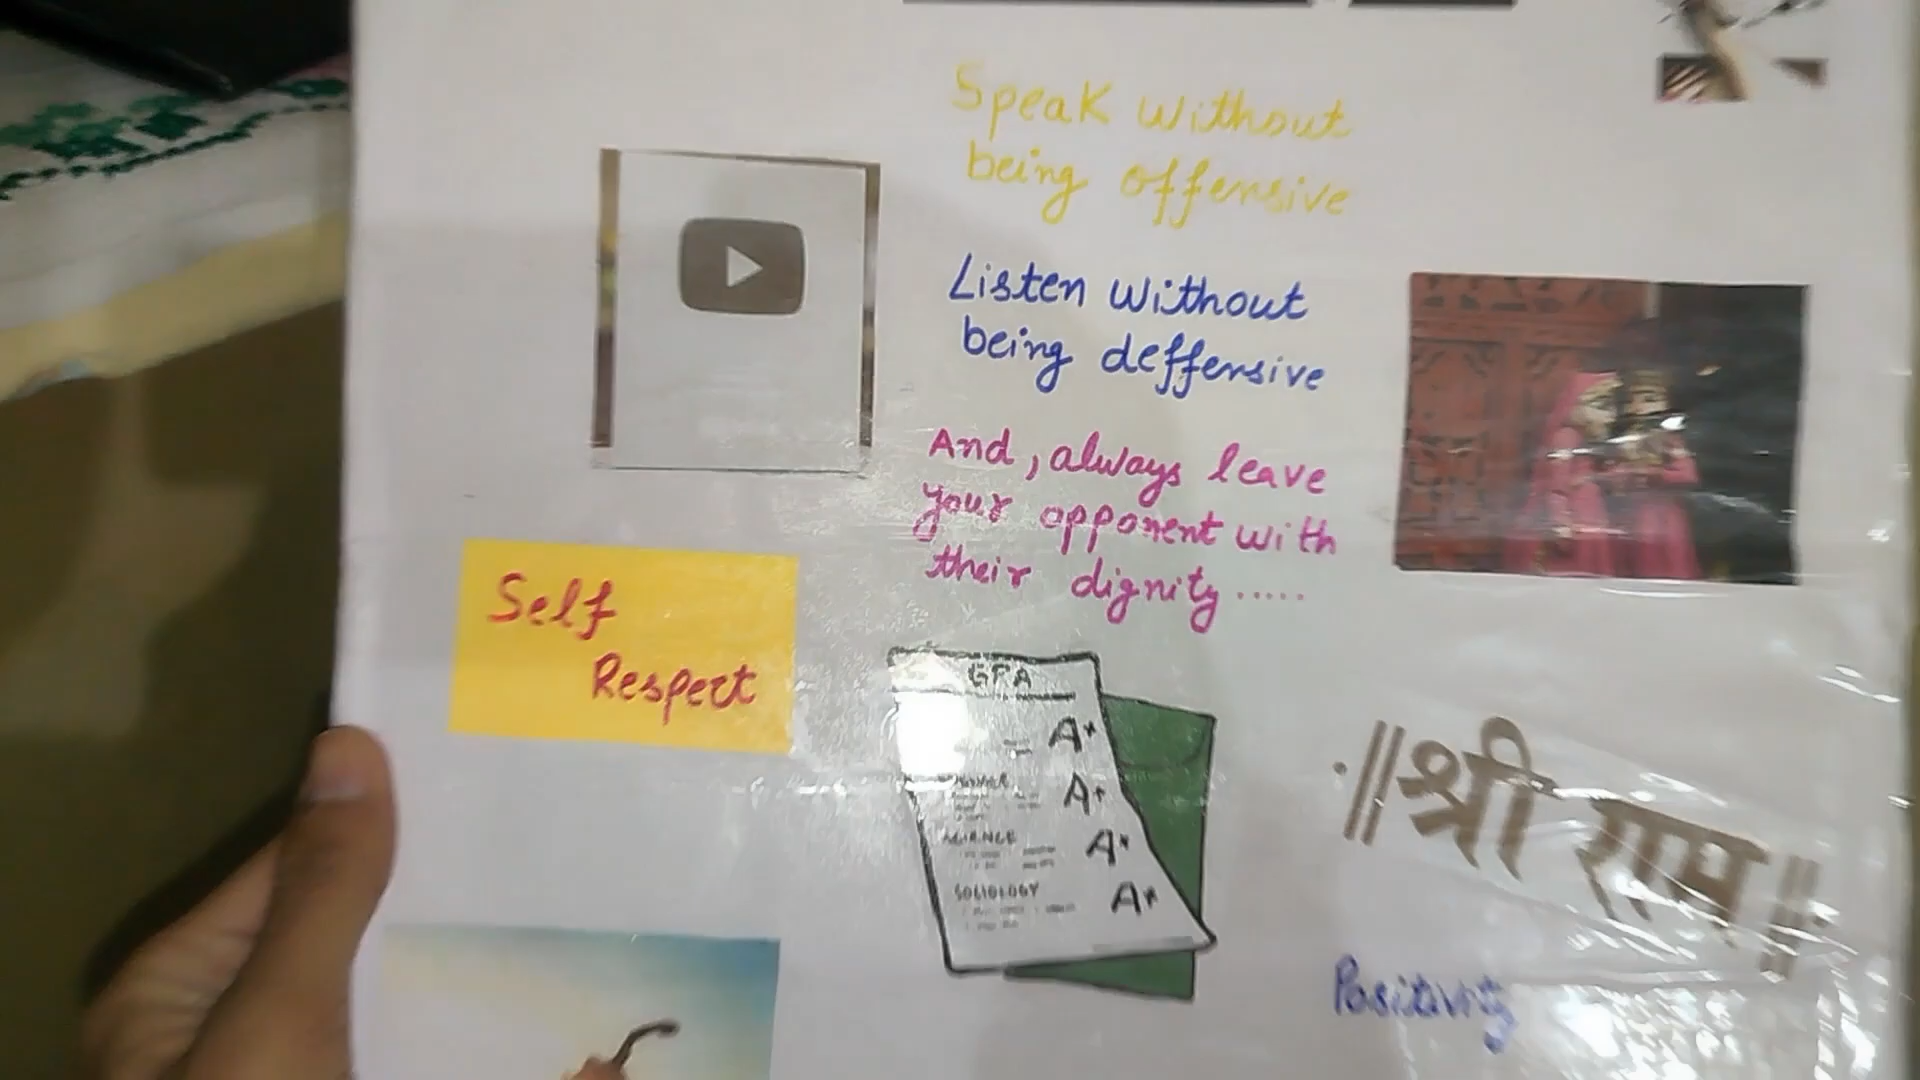 Speak without
being offensive
Listen without
being deffensive
And, always leave
your opponent with
their dignity.....
Self
Respect
GPA
A+
A+
SCIENCE
A+
SOCIOLOGY
A+
॥श्री राम॥
Positivity